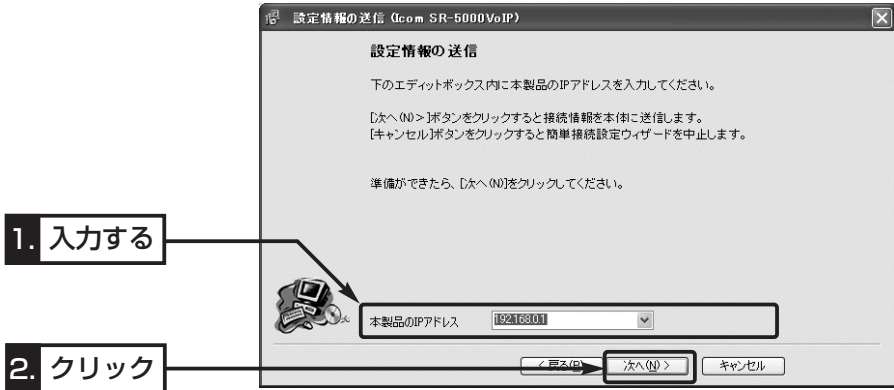 設定情報の送信 (Icom SR-5000VoIP)
設定情報の送信
下のエディットボックス内に本製品のIPアドレスを入力してください。
[次へ(N)>]ボタンをクリックすると接続情報を本体に送信します。
[キャンセル]ボタンをクリックすると簡単接続設定ウィザードを中止します。
準備ができたら、[次へ(N)]をクリックしてください。
1. 入力する
本製品のIPアドレス 192.168.0.1
2. クリック
< 戻る(B) 次へ(N) > キャンセル